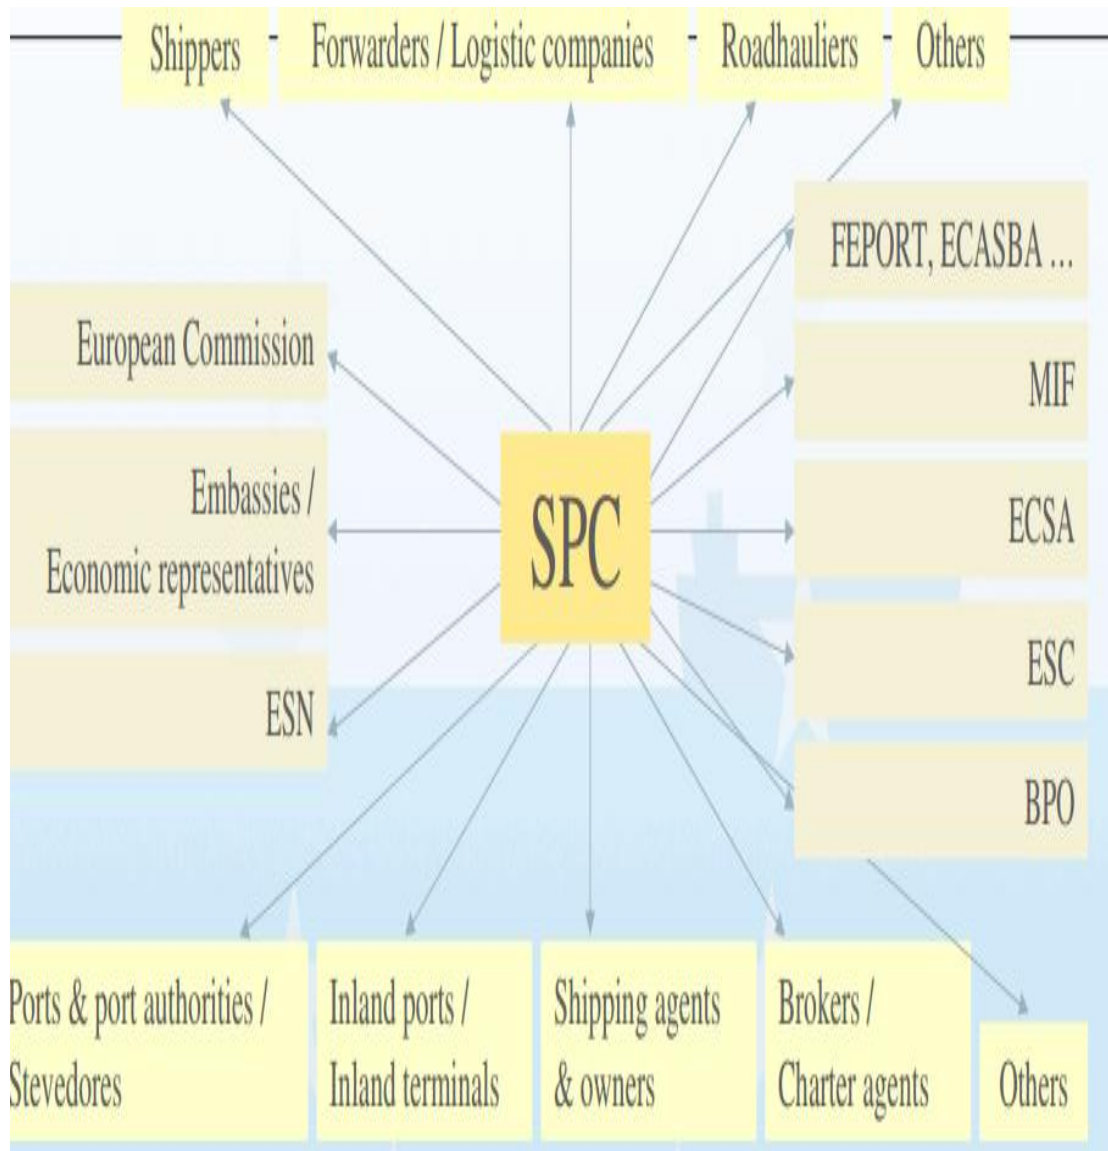 Shippers
Forwarders / Logistic companies
Roadhauliers
Others
FEPORT, ECASBA ...
European Commission
MIF
Embassies /
Economic representatives
SPC
ECSA
ESN
ESC
BPO
Ports & port authorities /
Stevedores
Inland ports /
Inland terminals
Shipping agents
& owners
Brokers /
Charter agents
Others